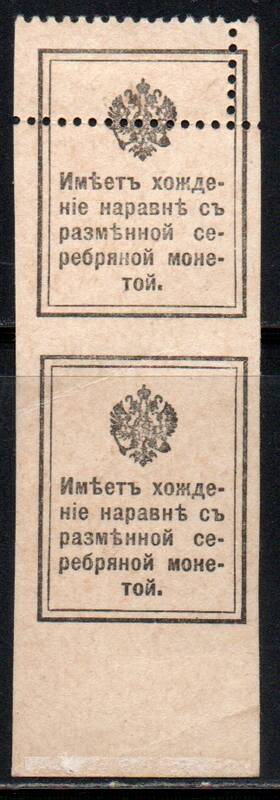 Имѣетъ хожде-
ніе наравнѣ съ
размѣнной се-
ребряной моне-
той.
Имѣетъ хожде-
ніе наравнѣ съ
размѣнной се-
ребряной моне-
той.